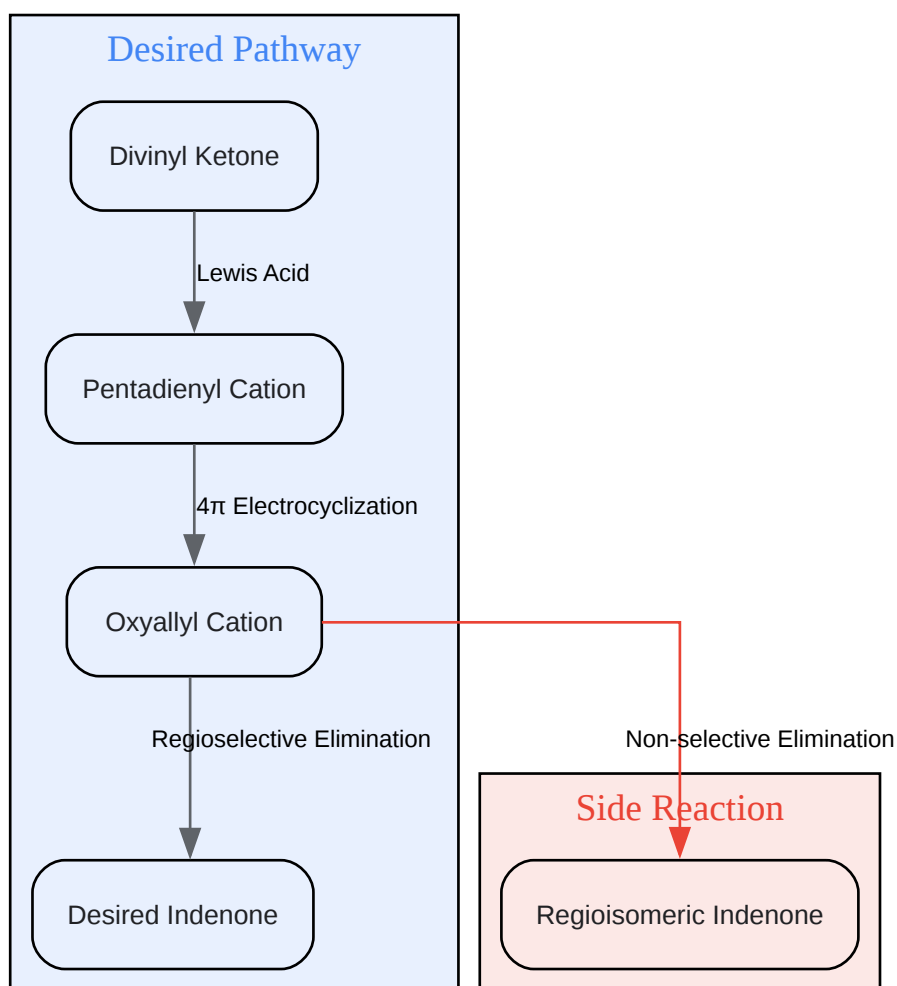 Desired Pathway
Divinyl Ketone
Lewis Acid
Pentadienyl Cation
4π Electrocyclization
Oxyallyl Cation
Regioselective Elimination
Non-selective Elimination
Side Reaction
Desired Indenone
Regioisomeric Indenone